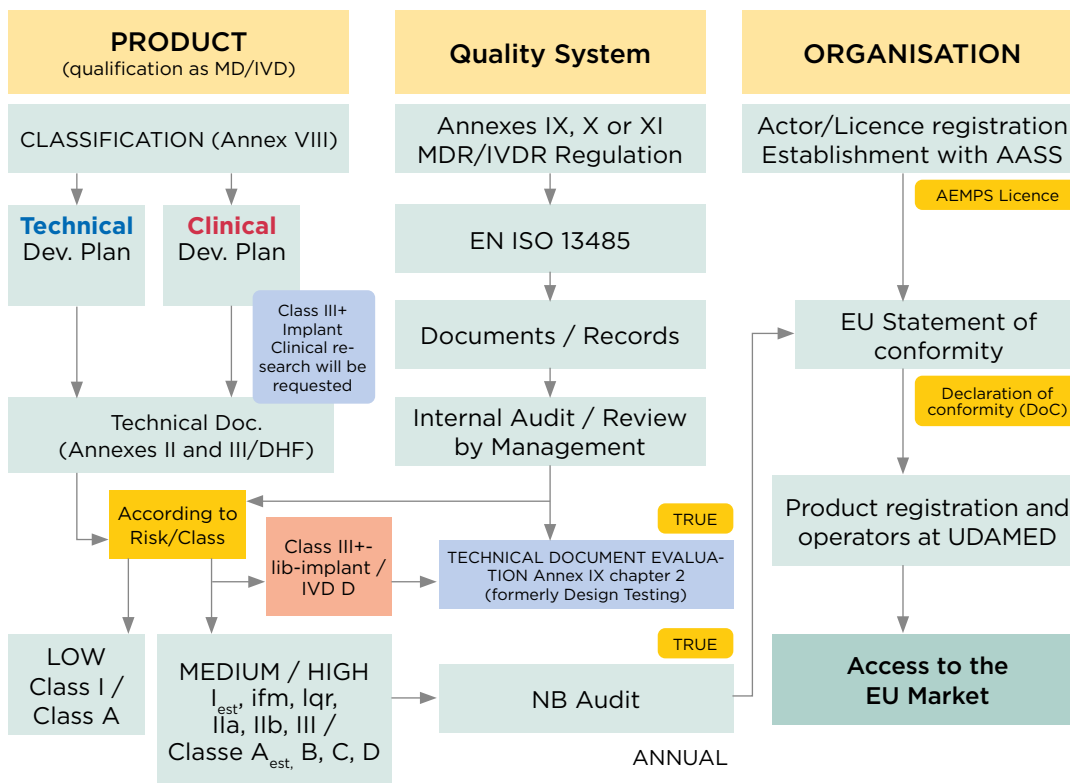 PRODUCT
(qualification as MD/IVD)
CLASSIFICATION (Annex VIII)
Technical
Dev. Plan
Clinical
Dev. Plan
Class III+
Implant
Clinical re-
search will be
requested
Technical Doc.
(Annexes II and III/DHF)
According to
Risk/Class
Class III+-
lib-implant /
IVD D
LOW
Class I /
Class A
MEDIUM / HIGH
Iest, ifm, lqr,
IIa, IIb, III /
Classe Aest, B, C, D
Quality System
Annexes IX, X or XI
MDR/IVDR Regulation
EN ISO 13485
Documents / Records
Internal Audit / Review
by Management
TRUE
TECHNICAL DOCUMENT EVALUA-
TION Annex IX chapter 2
(formerly Design Testing)
TRUE
NB Audit
ANNUAL
ORGANISATION
Actor/Licence registration
Establishment with AASS
AEMPS Licence
EU Statement of
conformity
Declaration of
conformity (DoC)
Product registration and
operators at UDAMED
Access to the
EU Market